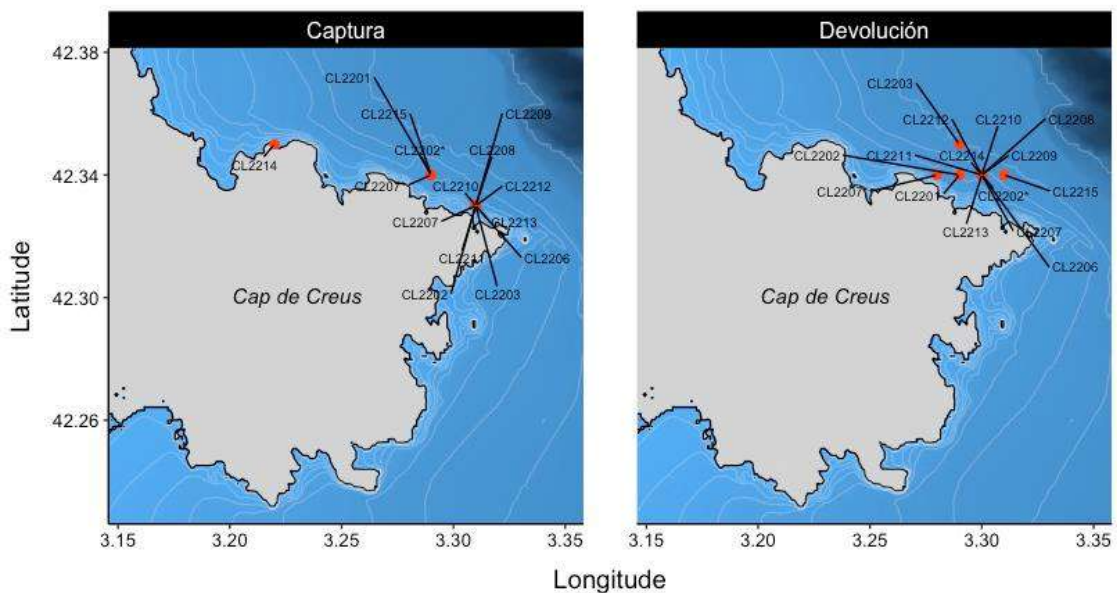 Captura
Devolución
42.38
42.34
42.30
42.26
Latitude
CL2201
CL2215
CL2209
CL2202*
CL2208
CL2214
CL2207
CL2210
CL2212
CL2207
CL2213
CL2211
CL2206
CL2202
CL2203
Cap de Creus
3.15
3.20
3.25
3.30
3.35
CL2203
CL2212
CL2210
CL2208
CL2202
CL2211
CL2214
CL2209
CL2207
CL2201
CL2202*
CL2215
CL2213
CL2207
CL2206
Cap de Creus
3.15
3.20
3.25
3.30
3.35
Longitude